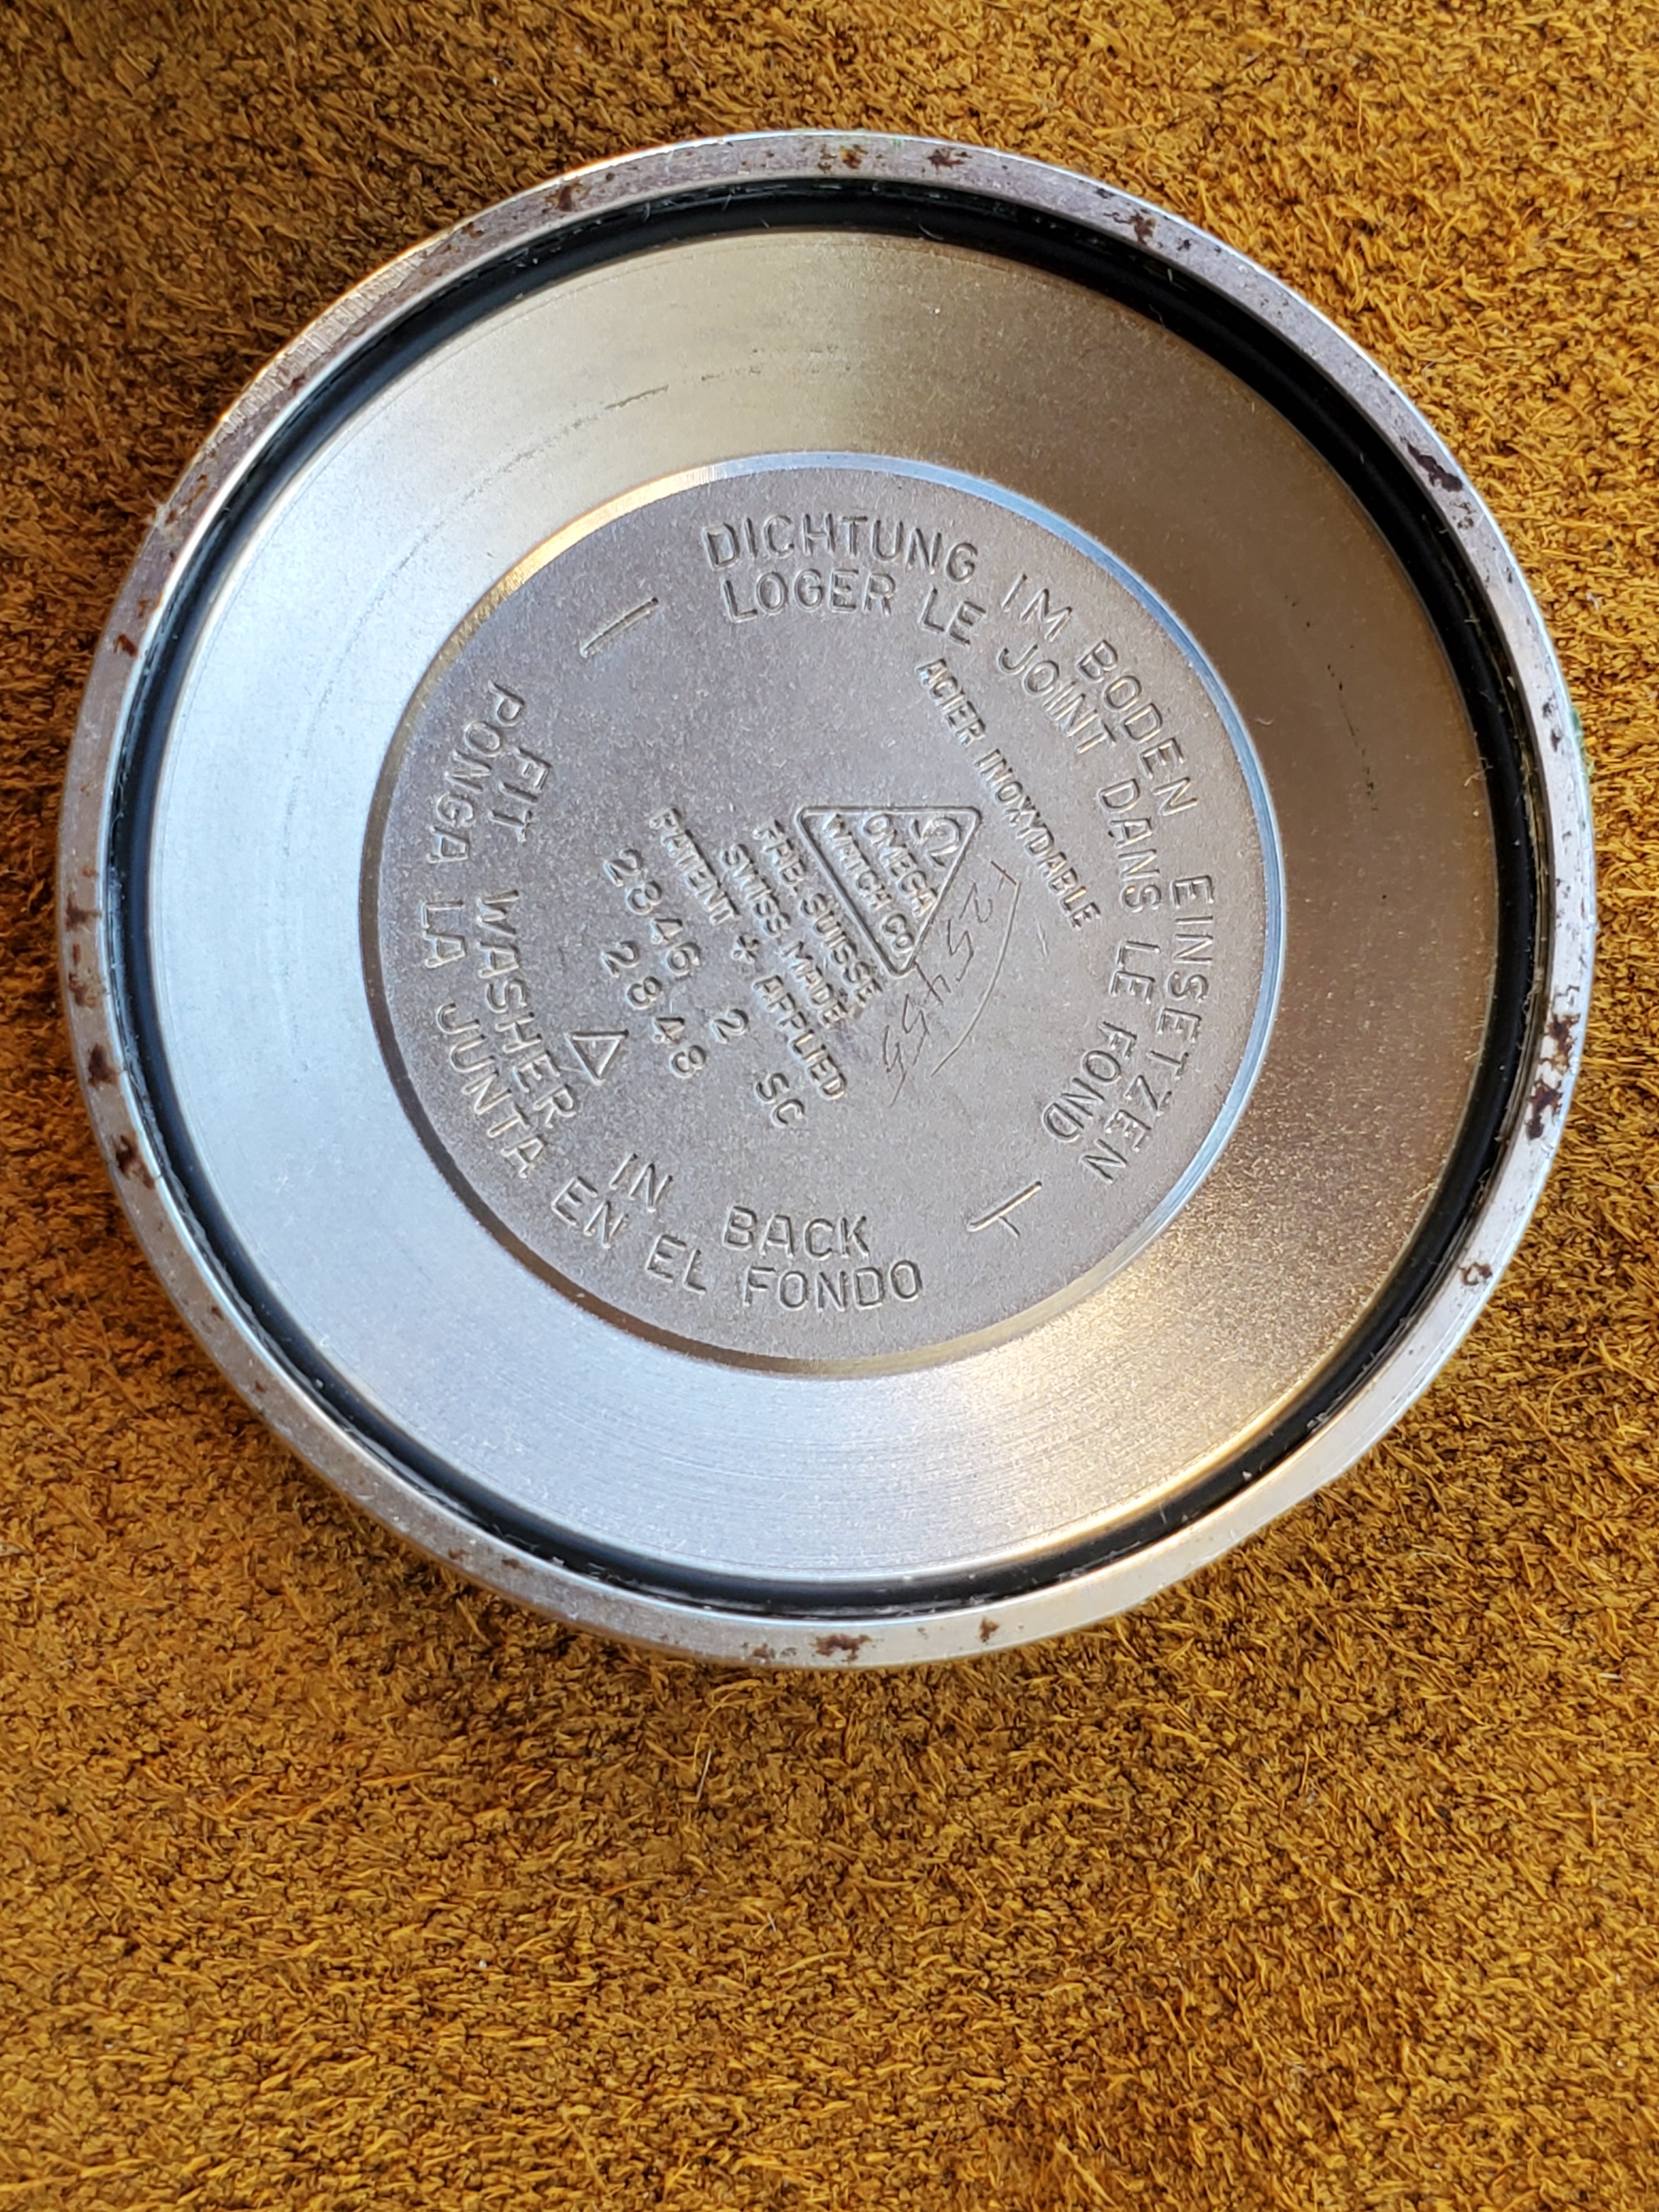 DICHTUNG IM BODEN EINSETZEN
LOGER LE JOINT DANS LE FOND
ACIER INOXYDABLE
Ω
OMEGA
WATCH CO
FAB. SUISSE
SWISS MADE
PATENT + APPLIED
2846 2 SC
2848
FIT WASHER IN BACK
PONGA LA JUNTA EN EL FONDO